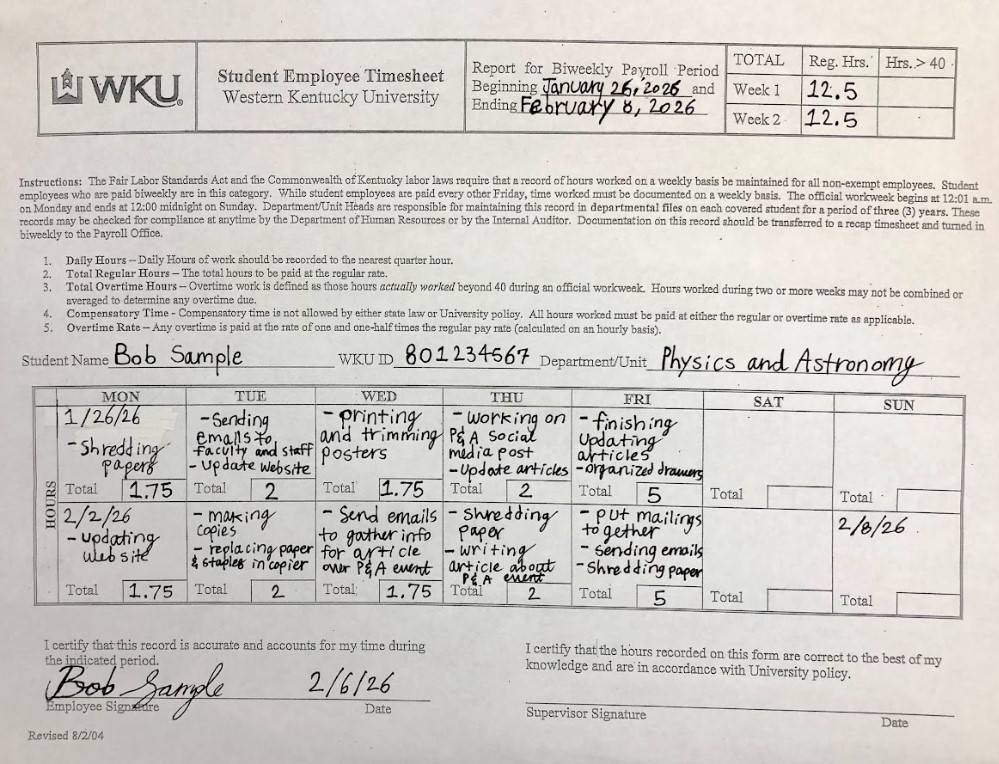 WKU®
Student Employee Timesheet
Western Kentucky University
Report for Biweekly Payroll Period
Beginning January 26, 2026 and
Ending February 8, 2026
TOTAL Reg. Hrs. Hrs. > 40
Week 1 12.5
Week 2 12.5
Instructions: The Fair Labor Standards Act and the Commonwealth of Kentucky labor laws require that a record of hours worked on a weekly basis be maintained for all non-exempt employees. Student
employees who are paid biweekly are in this category. While student employees are paid every other Friday, time worked must be documented on a weekly basis. The official workweek begins at 12:01 a.m.
on Monday and ends at 12:00 midnight on Sunday. Department/Unit Heads are responsible for maintaining this record in departmental files on each covered student for a period of three (3) years. These
records may be checked for compliance at anytime by the Department of Human Resources or by the Internal Auditor. Documentation on this record should be transferred to a recap timesheet and turned in
biweekly to the Payroll Office.
1. Daily Hours – Daily Hours of work should be recorded to the nearest quarter hour.
2. Total Regular Hours – The total hours to be paid at the regular rate.
3. Total Overtime Hours – Overtime work is defined as those hours actually worked beyond 40 during an official workweek. Hours worked during two or more weeks may not be combined or
averaged to determine any overtime due.
4. Compensatory Time - Compensatory time is not allowed by either state law or University policy. All hours worked must be paid at either the regular or overtime rate as applicable.
5. Overtime Rate – Any overtime is paid at the rate of one and one-half times the regular pay rate (calculated on an hourly basis).
Student Name Bob Sample WKU ID 801234567 Department/Unit Physics and Astronomy
HOURS
MON TUE WED THU FRI SAT SUN
1/26/26
- Shredding
papers
Total 1.75
- Sending
emails to
faculty and staff
- Update website
Total 2
- printing
and trimming
posters
Total 1.75
- working on
P&A social
media post
- Update articles
Total 2
- finishing
updating
articles
- organized drawers
Total 5
Total
Total
2/2/26
- updating
website
Total 1.75
- making
copies
- replacing paper
& staples in copier
Total 2
- Send emails
to gather info
for article
over P&A event
Total 1.75
- Shredding
paper
- writing
article about
P&A event
Total 2
- put mailings
together
- sending emails
- Shredding paper
Total 5
Total
2/8/26
Total
I certify that this record is accurate and accounts for my time during
the indicated period.
Bob Sample 2/6/26
Employee Signature Date
I certify that the hours recorded on this form are correct to the best of my
knowledge and are in accordance with University policy.
Supervisor Signature Date
Revised 8/2/04